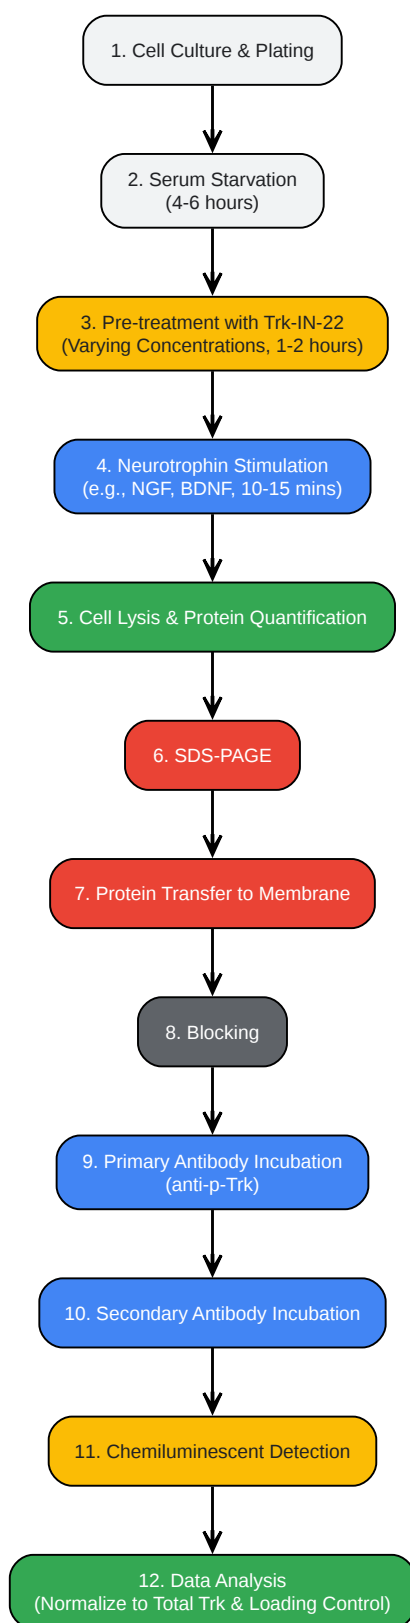 1. Cell Culture & Plating
2. Serum Starvation
(4-6 hours)
3. Pre-treatment with Trk-IN-22
(Varying Concentrations, 1-2 hours)
4. Neurotrophin Stimulation
(e.g., NGF, BDNF, 10-15 mins)
5. Cell Lysis & Protein Quantification
6. SDS-PAGE
7. Protein Transfer to Membrane
8. Blocking
9. Primary Antibody Incubation
(anti-p-Trk)
10. Secondary Antibody Incubation
11. Chemiluminescent Detection
12. Data Analysis
(Normalize to Total Trk & Loading Control)